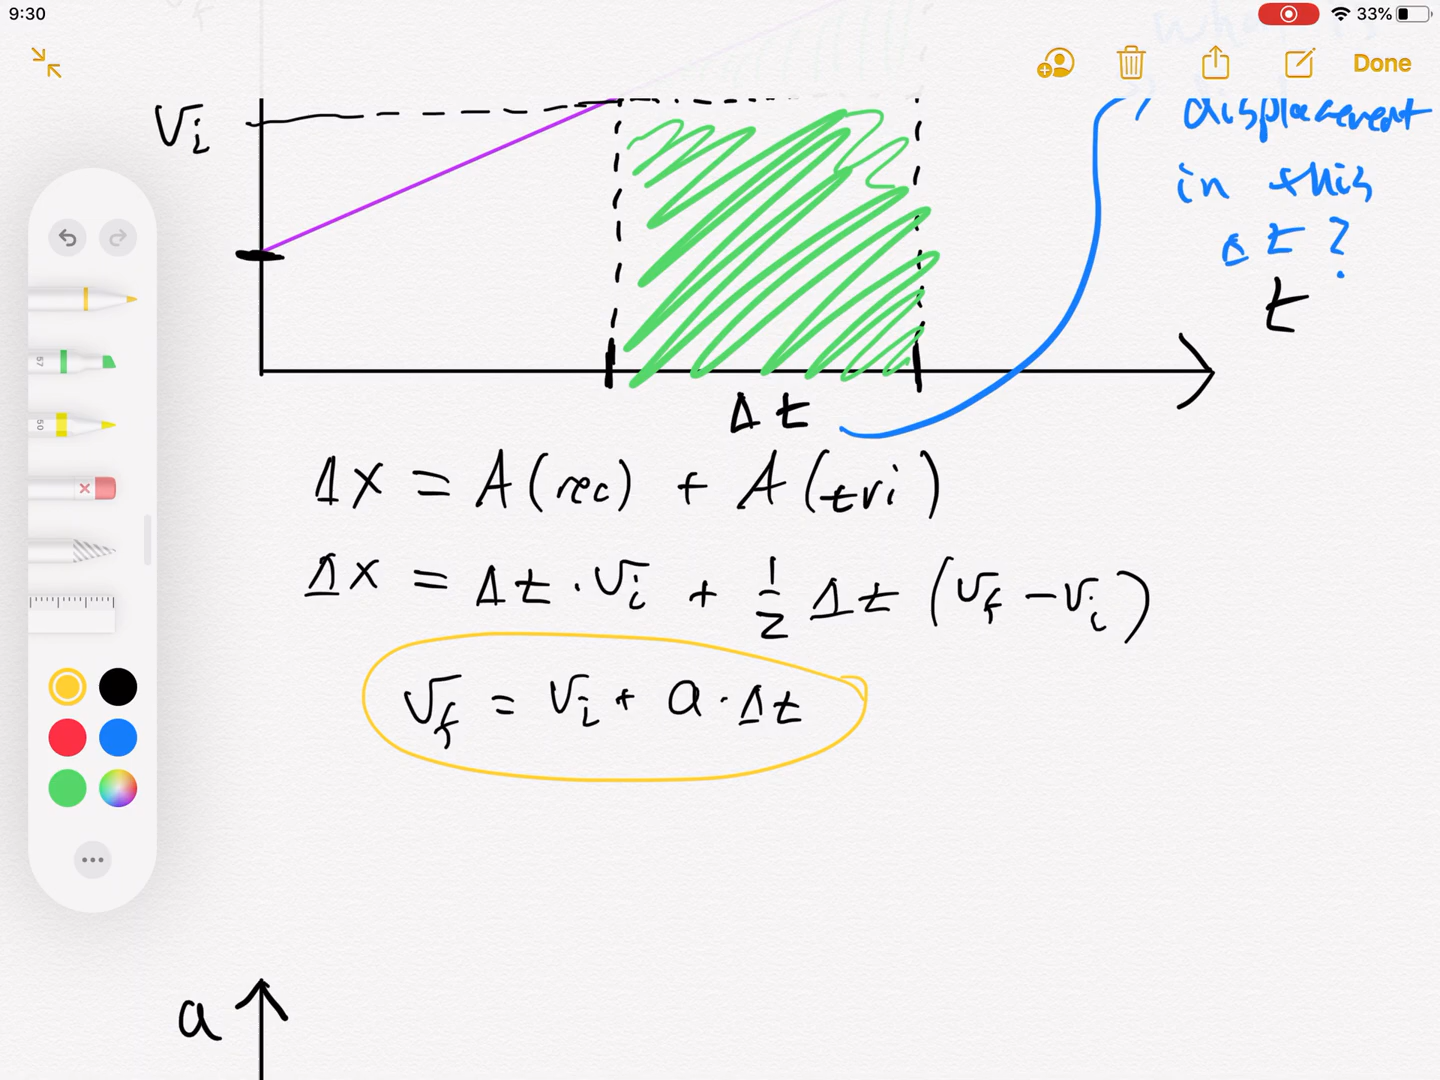 9:30
33%
Done
Vi
displacement
in this
Δt?
t
Δt
Δx = A(rec) + A(tri)
Δx = Δt · Vi + 1/2 Δt (Vf - Vi)
Vf = Vi + a · Δt
a